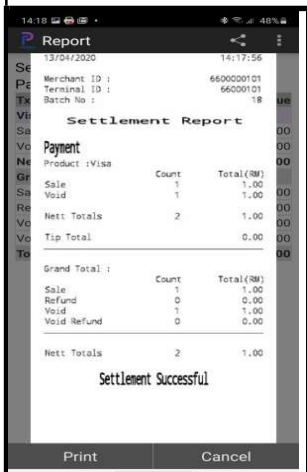 14:18 48%
Report
13/04/2020 14:17:56
Merchant ID : 6600000101
Terminal ID : 66000101
Batch No : 18
Settlement Report
Payment
Product :Visa
Count Total(RM)
Sale 1 1.00
Void 1 1.00
Nett Totals 2 1.00
Tip Total 0.00
Grand Total :
Count Total(RM)
Sale 1 1.00
Refund 0 0.00
Void 1 1.00
Void Refund 0 0.00
Nett Totals 2 1.00
Settlement Successful
Print Cancel